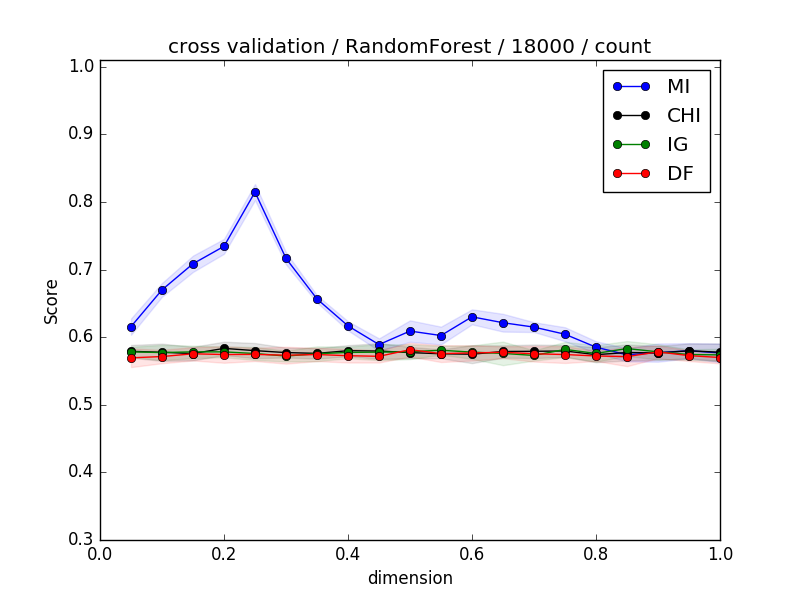 cross validation / RandomForest / 18000 / count
MI
CHI
IG
DF
Score
1.0
0.9
0.8
0.7
0.6
0.5
0.4
0.3
0.0 0.2 0.4 0.6 0.8 1.0
dimension